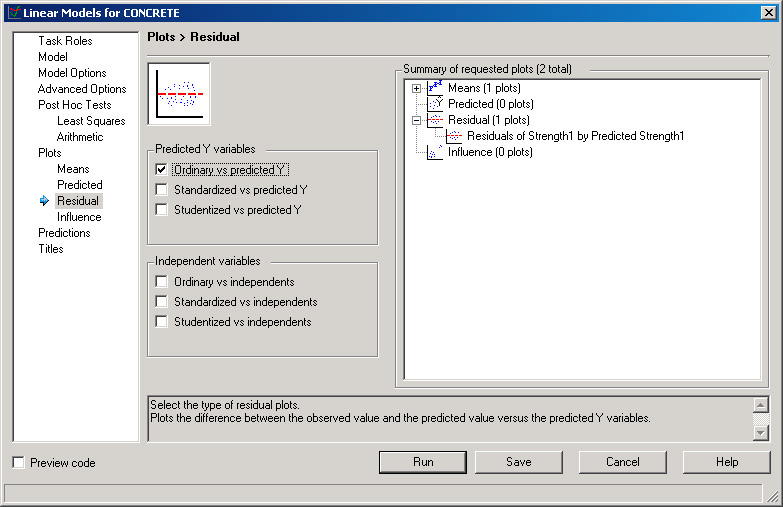 Linear Models for CONCRETE
Task Roles
Model
Model Options
Advanced Options
Post Hoc Tests
Least Squares
Arithmetic
Plots
Means
Predicted
Residual
Influence
Predictions
Titles
Plots > Residual
Predicted Y variables
Ordinary vs predicted Y
Standardized vs predicted Y
Studentized vs predicted Y
Independent variables
Ordinary vs independents
Standardized vs independents
Studentized vs independents
Summary of requested plots (2 total)
Means (1 plots)
Predicted (0 plots)
Residual (1 plots)
Residuals of Strength1 by Predicted Strength1
Influence (0 plots)
Select the type of residual plots.
Plots the difference between the observed value and the predicted value versus the predicted Y variables.
Preview code
Run
Save
Cancel
Help